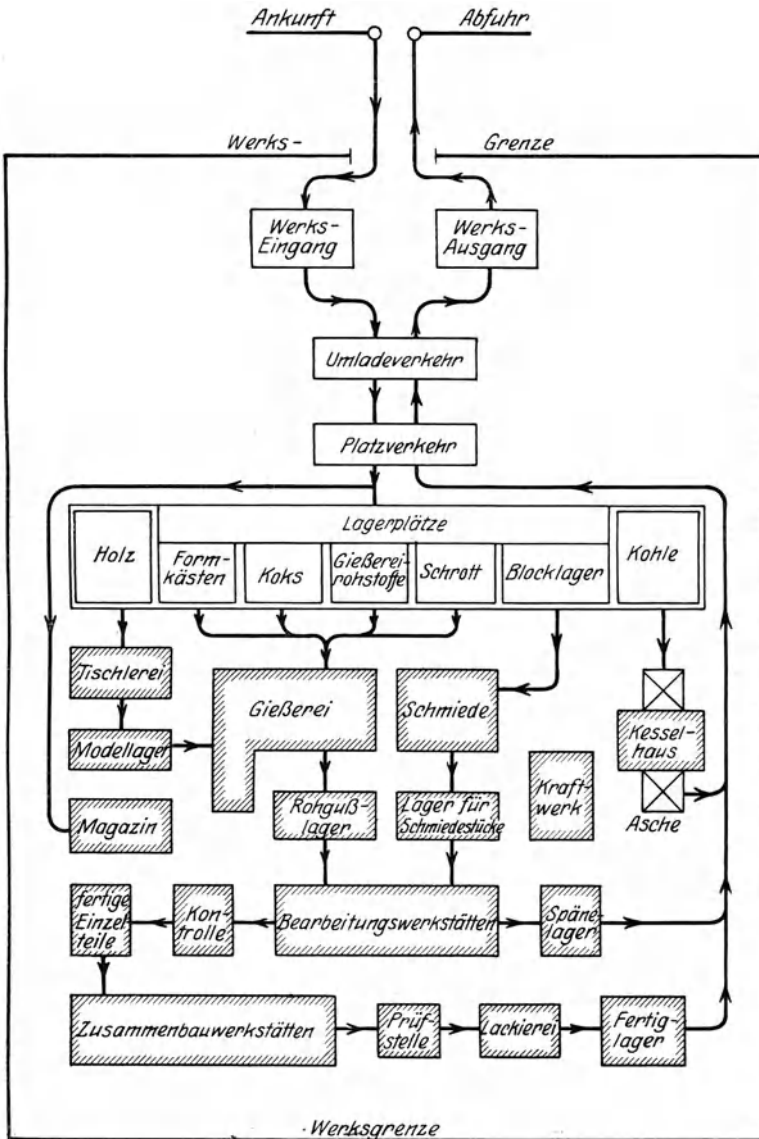 Ankunft
Abfuhr
Werks-
Grenze
Werks-
Eingang
Werks-
Ausgang
Umladeverkehr
Platzverkehr
Lagerplätze
Holz
Form-
kästen
Koks
Gießerei-
rohstoffe
Schrott
Blocklager
Kohle
Tischlerei
Gießerei
Schmiede
Modellager
Kessel-
haus
Kraft-
werk
Rohguß-
lager
Lager für
Schmiedestücke
Magazin
Asche
fertige
Einzel-
teile
Kon-
trolle
Bearbeitungswerkstätten
Späne-
lager
Zusammenbauwerkstätten
Prüf-
stelle
Lackierei
Fertig-
lager
Werksgrenze